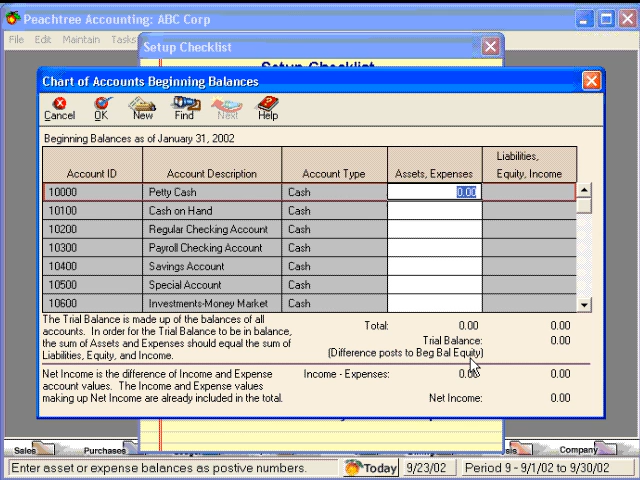 Peachtree Accounting: ABC Corp
File Edit Maintain Tasks
Setup Checklist
Setup Checklist
Chart of Accounts Beginning Balances
Cancel OK New Find Next Help
Beginning Balances as of January 31, 2002
Account ID Account Description Account Type Assets, Expenses Liabilities, Equity, Income
10000 Petty Cash Cash 0.00
10100 Cash on Hand Cash
10200 Regular Checking Account Cash
10300 Payroll Checking Account Cash
10400 Savings Account Cash
10500 Special Account Cash
10600 Investments-Money Market Cash
The Trial Balance is made up of the balances of all
accounts. In order for the Trial Balance to be in balance,
the sum of Assets and Expenses should equal the sum of
Liabilities, Equity, and Income.
Total: 0.00 0.00
Trial Balance: 0.00
(Difference posts to Beg Bal Equity)
Net Income is the difference of Income and Expense
account values. The Income and Expense values
making up Net Income are already included in the total.
Income - Expenses: 0.00 0.00
Net Income: 0.00
Sales Purchases Company
Enter asset or expense balances as postive numbers. Today 9/23/02 Period 9 - 9/1/02 to 9/30/02